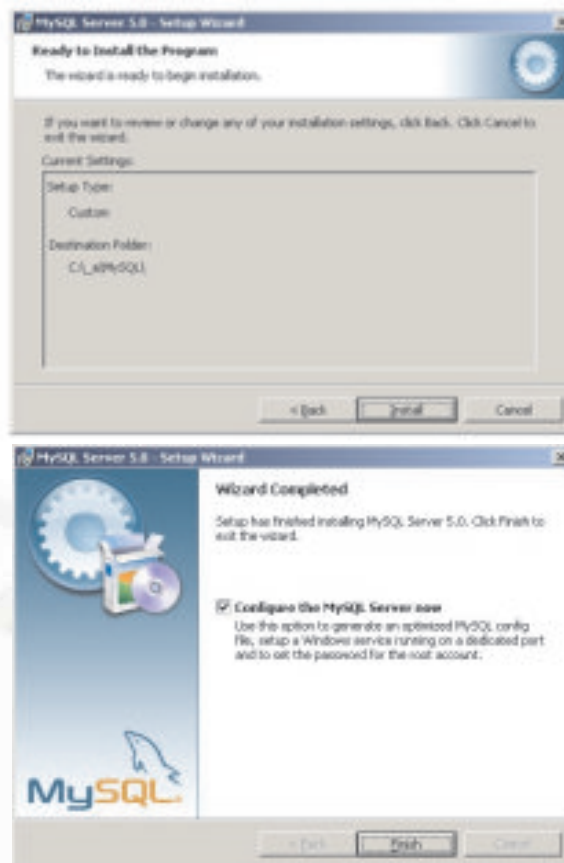 MySQL Server 5.0 - Setup Wizard
Ready to Install the Program
The wizard is ready to begin installation.
If you want to review or change any of your installation settings, click Back. Click Cancel to
exit the wizard.
Current Settings:
Setup Type:
Custom
Destination Folder:
< Back
Install
Cancel
MySQL Server 5.0 - Setup Wizard
Wizard Completed
Setup has finished installing MySQL Server 5.0. Click Finish to
exit the wizard.
Configure the MySQL Server now
Use this option to generate an optimized MySQL config
file, setup a Windows service running on a dedicated port
and to set the password for the root account.
MySQL
< Back
Finish
Cancel